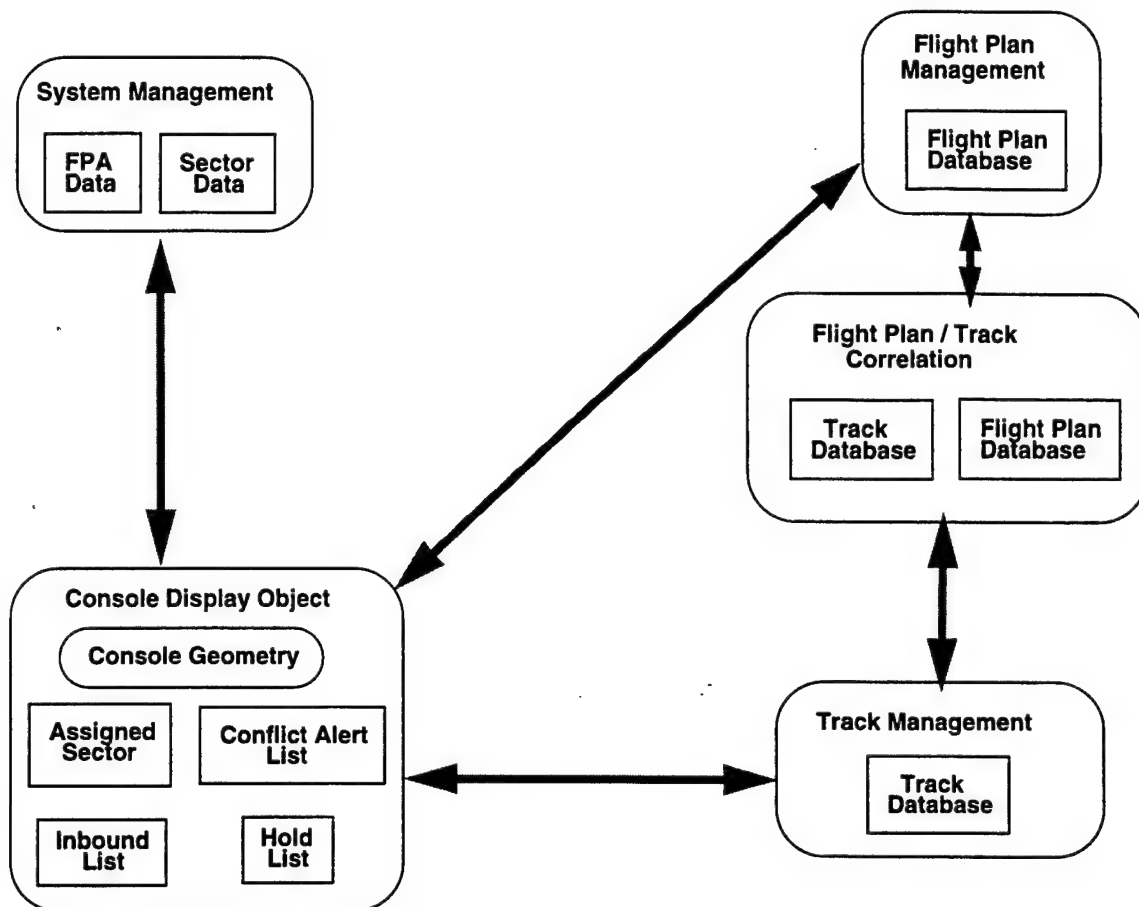 System Management
FPA
Data
Sector
Data
Flight Plan
Management
Flight Plan
Database
Flight Plan / Track
Correlation
Track
Database
Flight Plan
Database
Console Display Object
Console Geometry
Assigned
Sector
Conflict Alert
List
Inbound
List
Hold
List
Track Management
Track
Database